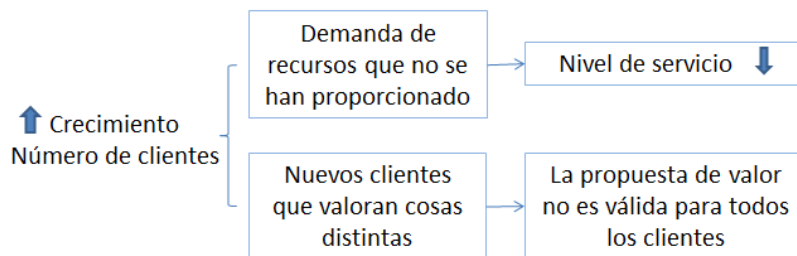 Crecimiento
Número de clientes
Demanda de
recursos que no se
han proporcionado
Nivel de servicio
Nuevos clientes
que valoran cosas
distintas
La propuesta de valor
no es válida para todos
los clientes